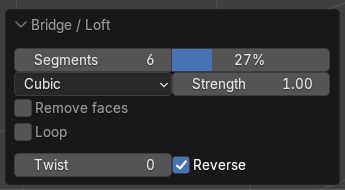 Bridge / Loft
Segments 6 27%
Cubic Strength 1.00
Remove faces
Loop
Twist 0 Reverse